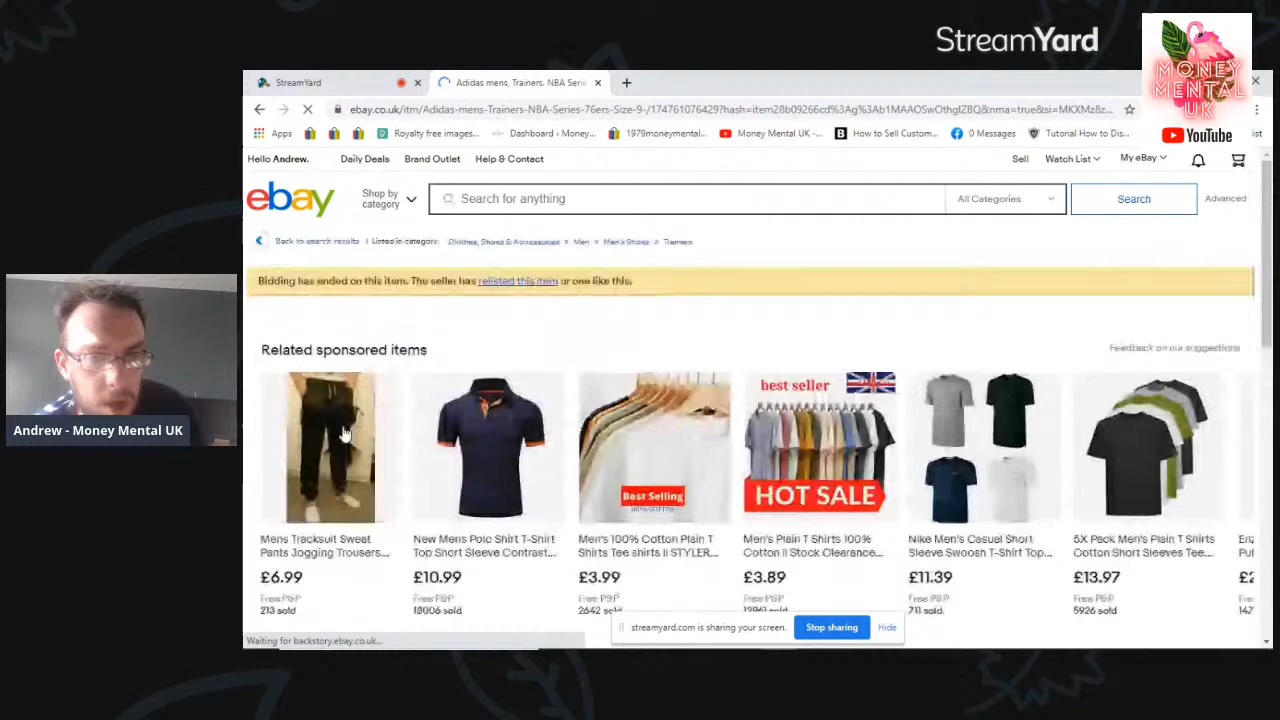 StreamYard
MONEY
MENTAL
UK
YouTube
StreamYard
Adidas mens, Trainers. NBA Serie
ebay.co.uk/itm/Adidas-mens-Trainers-NBA-Series-76ers-Size-9-/174761076429?hash=item28b09266cd%3Ag%3Ab1MAAOSwOthgIZBQ&nma=true&si=MKXMz8z...
Apps
Royalty free images...
Dashboard ‹ Money...
1979moneymental...
Money Mental UK -...
How to Sell Custom...
0 Messages
Tutorial How to Dis...
ist
Hello Andrew.
Daily Deals
Brand Outlet
Help & Contact
Sell
Watch List
My eBay
ebay
Shop by
category
Search for anything
All Categories
Search
Advanced
Back to search results | Listed in category: Clothes, Shoes & Accessories > Men > Men's Shoes > Trainers
Bidding has ended on this item. The seller has relisted this item or one like this.
Related sponsored items
Feedback on our suggestions
Best Selling
best seller
HOT SALE
Mens Tracksuit Sweat
Pants Jogging Trousers...
£6.99
Free P&P
213 sold
New Mens Polo Shirt T-Shirt
Top Short Sleeve Contrast...
£10.99
Free P&P
18006 sold
Men's 100% Cotton Plain T
Shirts Tee shirts II STYLER...
£3.99
Free P&P
2642 sold
Men's Plain T Shirts 100%
Cotton II Stock Clearance...
£3.89
Free P&P
Nike Men's Casual Short
Sleeve Swoosh T-Shirt Top...
£11.39
Free P&P
711 sold
5X Pack Men's Plain T Shirts
Cotton Short Sleeves Tee...
£13.97
Free P&P
5926 sold
£2
147
streamyard.com is sharing your screen.
Stop sharing
Hide
Waiting for backstory.ebay.co.uk...
Andrew - Money Mental UK